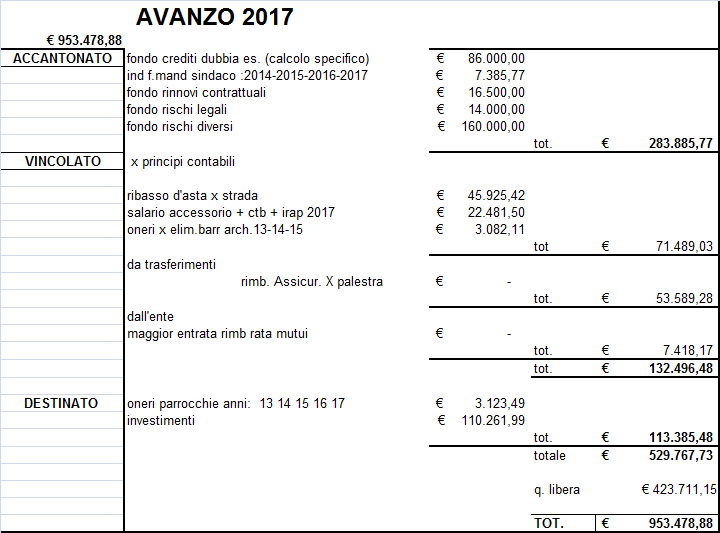 AVANZO 2017
€ 953.478,88
ACCANTONATO fondo crediti dubbia es. (calcolo specifico) € 86.000,00
ind f.mand sindaco :2014-2015-2016-2017 € 7.385,77
fondo rinnovi contrattuali € 16.500,00
fondo rischi legali € 14.000,00
fondo rischi diversi € 160.000,00
tot. € 283.885,77
VINCOLATO x principi contabili
ribasso d'asta x strada € 45.925,42
salario accessorio + ctb + irap 2017 € 22.481,50
oneri x elim.barr arch.13-14-15 € 3.082,11
tot € 71.489,03
da trasferimenti
rimb. Assicur. X palestra € -
tot. € 53.589,28
dall'ente
maggior entrata rimb rata mutui € -
tot. € 7.418,17
tot. € 132.496,48
DESTINATO oneri parrocchie anni: 13 14 15 16 17 € 3.123,49
investimenti € 110.261,99
tot. € 113.385,48
totale € 529.767,73
q. libera € 423.711,15
TOT. € 953.478,88